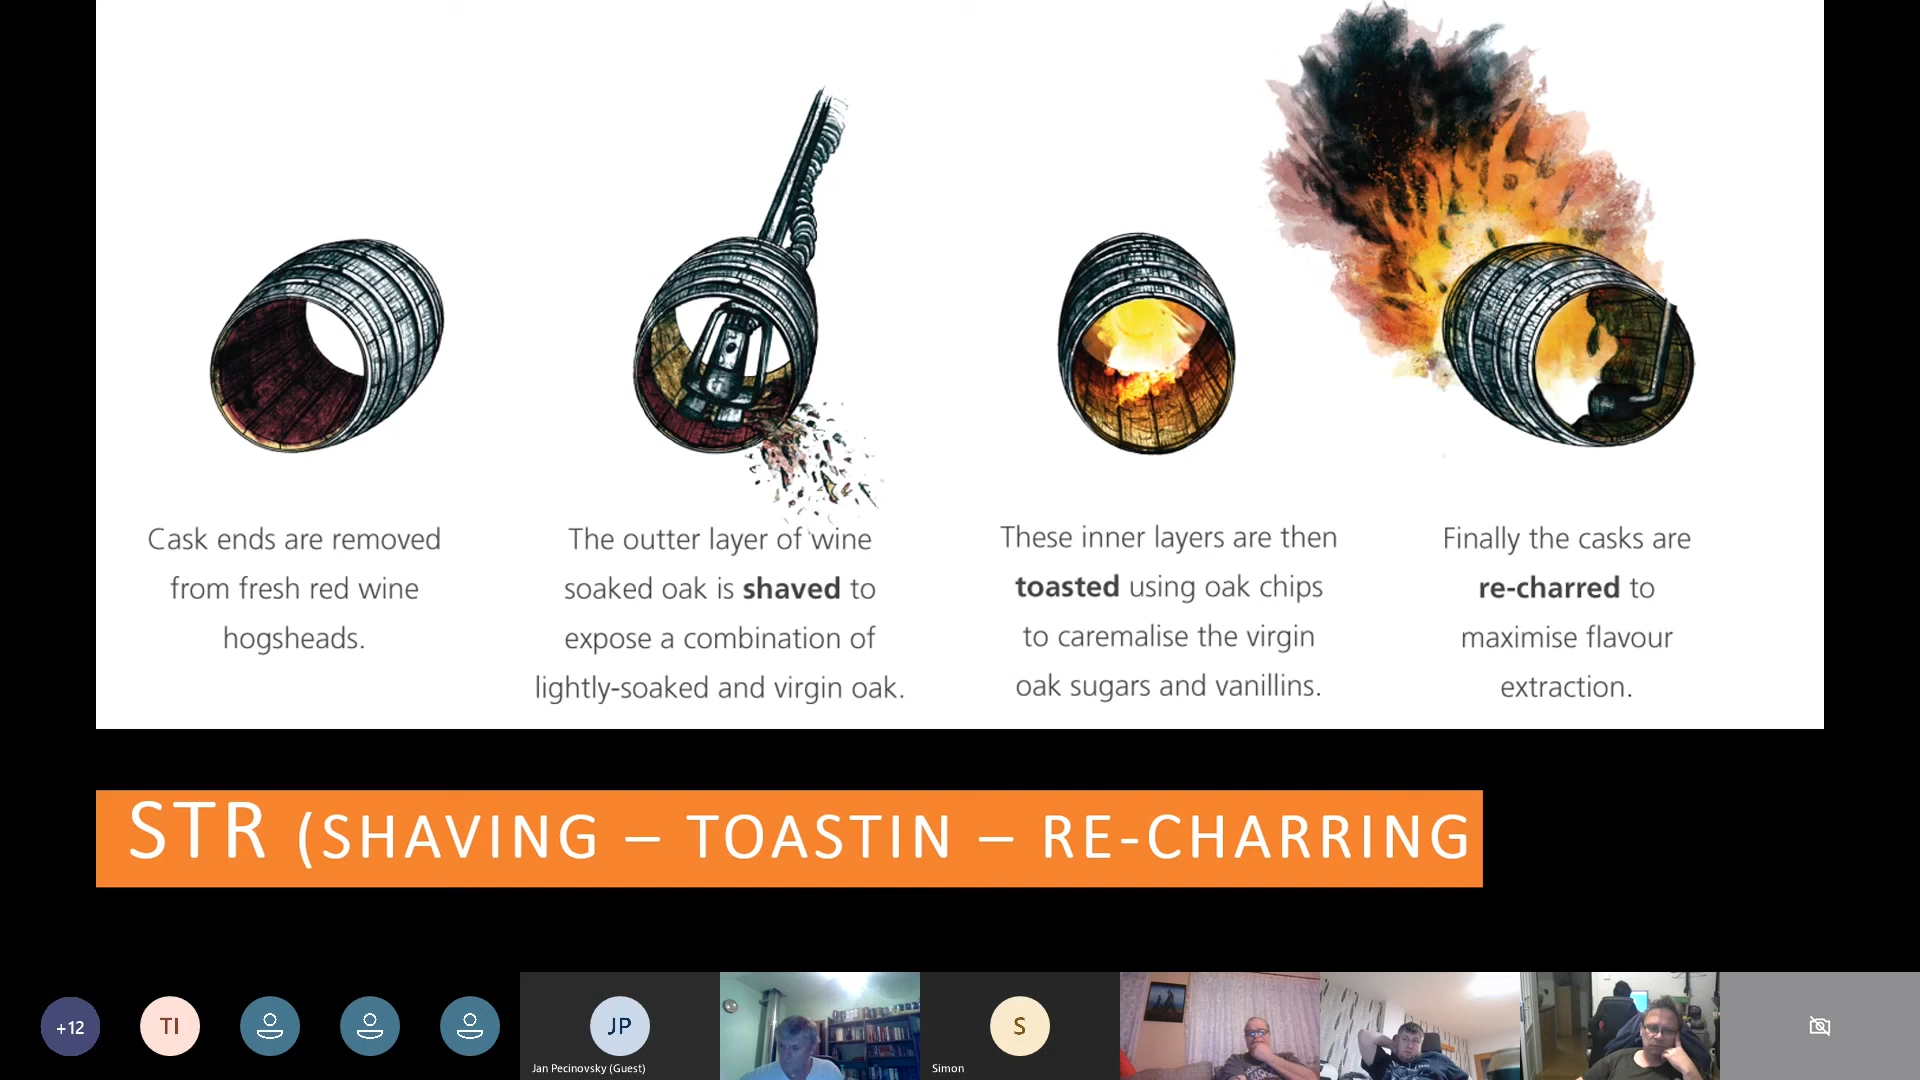 Cask ends are removed
from fresh red wine
hogsheads.
The outter layer of wine
soaked oak is shaved to
expose a combination of
lightly-soaked and virgin oak.
These inner layers are then
toasted using oak chips
to caremalise the virgin
oak sugars and vanillins.
Finally the casks are
re-charred to
maximise flavour
extraction.
STR (SHAVING – TOASTIN – RE-CHARRING
+12
TI
JP
Jan Pecinovsky (Guest)
S
Simon